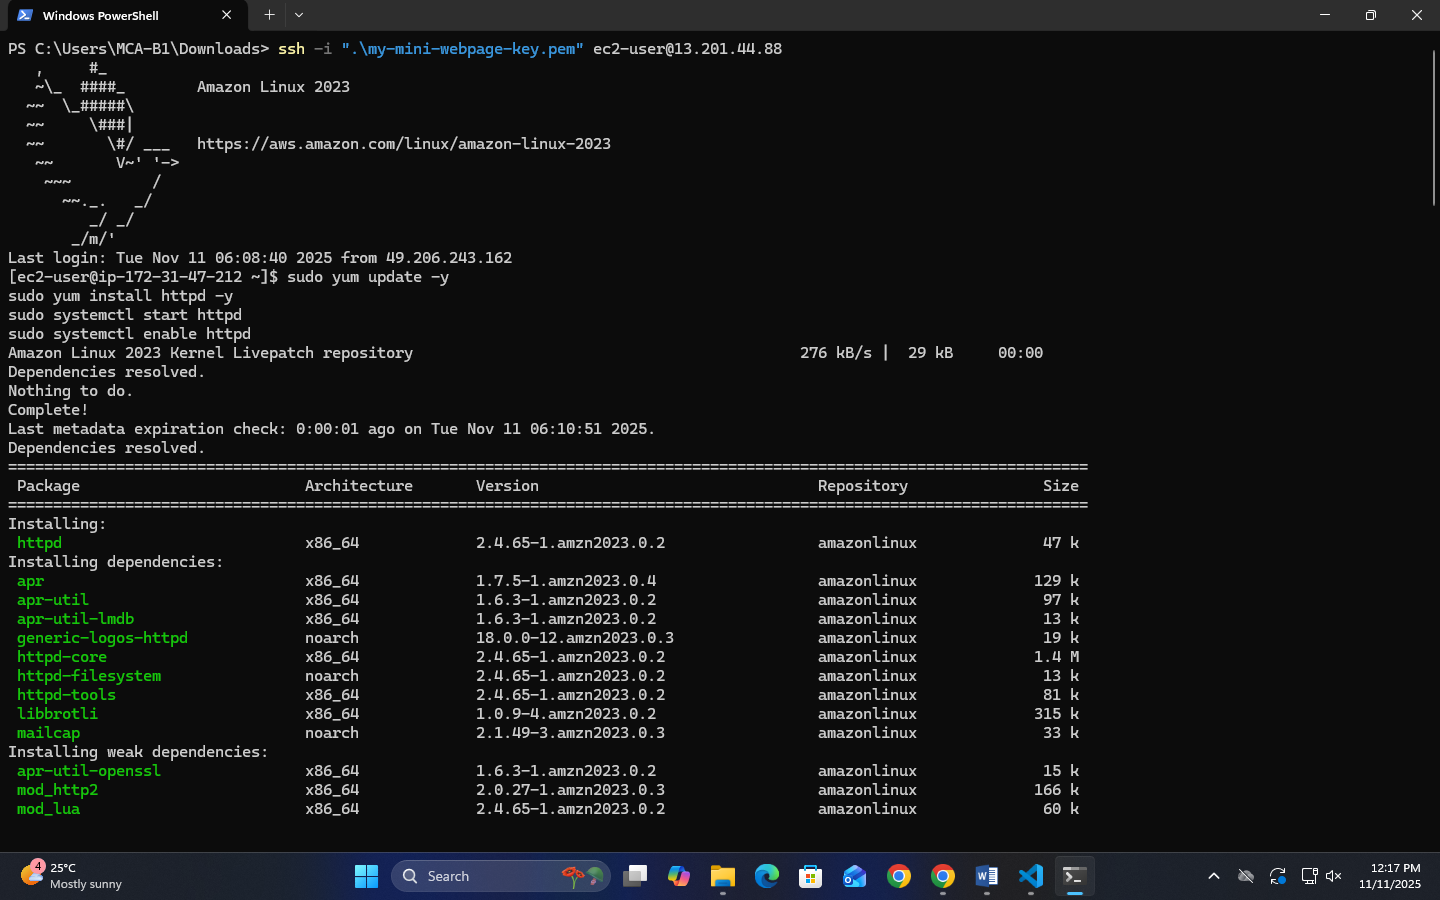 Windows PowerShell
PS C:\Users\MCA-B1\Downloads> ssh -i ".\my-mini-webpage-key.pem" ec2-user@13.201.44.88
   ,     #_
   ~\_  ####_        Amazon Linux 2023
  ~~  \_#####\
  ~~     \###|
  ~~       \#/ ___   https://aws.amazon.com/linux/amazon-linux-2023
   ~~       V~' '->
    ~~~         /
      ~~._.   _/
         _/ _/
       _/m/'
Last login: Tue Nov 11 06:08:40 2025 from 49.206.243.162
[ec2-user@ip-172-31-47-212 ~]$ sudo yum update -y
sudo yum install httpd -y
sudo systemctl start httpd
sudo systemctl enable httpd
Amazon Linux 2023 Kernel Livepatch repository                                           276 kB/s |  29 kB     00:00
Dependencies resolved.
Nothing to do.
Complete!
Last metadata expiration check: 0:00:01 ago on Tue Nov 11 06:10:51 2025.
Dependencies resolved.
========================================================================================================================
 Package                         Architecture       Version                               Repository               Size
========================================================================================================================
Installing:
 httpd                           x86_64             2.4.65-1.amzn2023.0.2                 amazonlinux              47 k
Installing dependencies:
 apr                             x86_64             1.7.5-1.amzn2023.0.4                  amazonlinux             129 k
 apr-util                        x86_64             1.6.3-1.amzn2023.0.2                  amazonlinux              97 k
 apr-util-lmdb                   x86_64             1.6.3-1.amzn2023.0.2                  amazonlinux              13 k
 generic-logos-httpd             noarch             18.0.0-12.amzn2023.0.3                amazonlinux              19 k
 httpd-core                      x86_64             2.4.65-1.amzn2023.0.2                 amazonlinux             1.4 M
 httpd-filesystem                noarch             2.4.65-1.amzn2023.0.2                 amazonlinux              13 k
 httpd-tools                     x86_64             2.4.65-1.amzn2023.0.2                 amazonlinux              81 k
 libbrotli                       x86_64             1.0.9-4.amzn2023.0.2                  amazonlinux             315 k
 mailcap                         noarch             2.1.49-3.amzn2023.0.3                 amazonlinux              33 k
Installing weak dependencies:
 apr-util-openssl                x86_64             1.6.3-1.amzn2023.0.2                  amazonlinux              15 k
 mod_http2                       x86_64             2.0.27-1.amzn2023.0.3                 amazonlinux             166 k
 mod_lua                         x86_64             2.4.65-1.amzn2023.0.2                 amazonlinux              60 k
4
25°C
Mostly sunny
Search
12:17 PM
11/11/2025